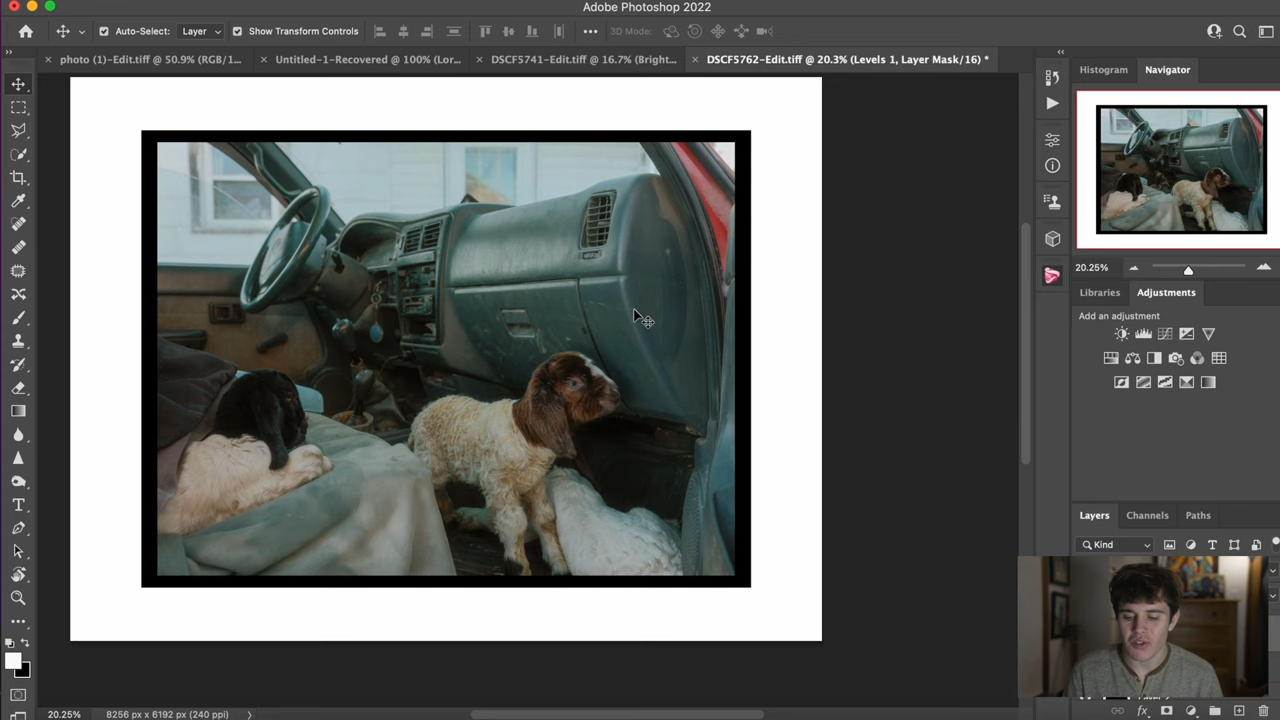 Adobe Photoshop 2022
Auto-Select: Layer Show Transform Controls 3D Mode:
photo (1)-Edit.tiff @ 50.9% (RGB/1... Untitled-1-Recovered @ 100% (Lor... DSCF5741-Edit.tiff @ 16.7% (Bright... DSCF5762-Edit.tiff @ 20.3% (Levels 1, Layer Mask/16) *
Histogram Navigator
20.25%
Libraries Adjustments
Add an adjustment
Layers Channels Paths
Kind
20.25% 8256 px x 6192 px (240 ppi)